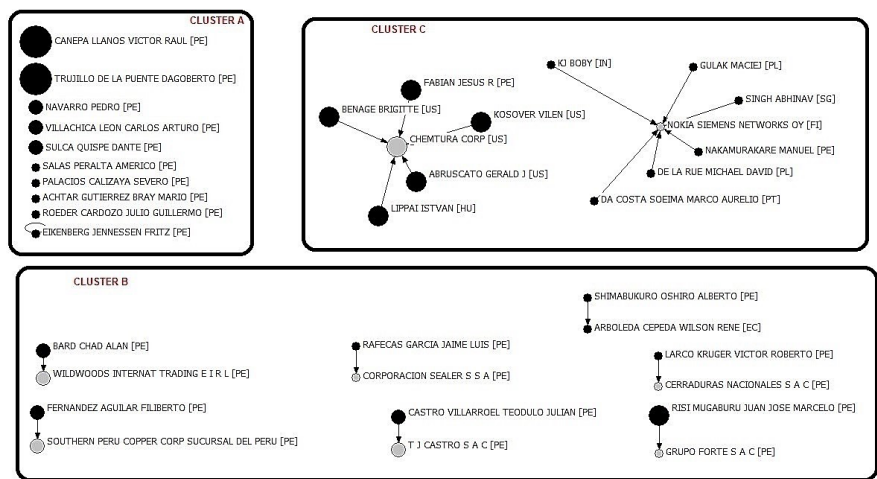 CLUSTER A
CANEPA LLANOS VICTOR RAUL [PE]
TRUJILLO DE LA PUENTE DAGOBERTO [PE]
NAVARRO PEDRO [PE]
VILLACHICA LEON CARLOS ARTURO [PE]
SULCA QUISPE DANTE [PE]
SALAS PERALTA AMERICO [PE]
PALACIOS CALIZAYA SEVERO [PE]
ACHTAR GUTIERREZ BRAY MARIO [PE]
ROEDER CARDOZO JULIO GUILLERMO [PE]
EIKENBERG JENNESSEN FRITZ [PE]
CLUSTER C
FABIAN JESUS R [PE]
BENAGE BRIGITTE [US]
KOSOVER VILEN [US]
CHEMTURA CORP [US]
ABRUSCATO GERALD J [US]
LIPPAI ISTVAN [HU]
KJ BOBY [IN]
GULAK MACIEJ [PL]
SINGH ABHINAV [SG]
NOKIA SIEMENS NETWORKS OY [FI]
NAKAMURAKARE MANUEL [PE]
DE LA RUE MICHAEL DAVID [PL]
DA COSTA SOEIMA MARCO AURELIO [PT]
CLUSTER B
SHIMABUKURO OSHIRO ALBERTO [PE]
ARBOLEDA CEPEDA WILSON RENE [EC]
BARD CHAD ALAN [PE]
WILDWOODS INTERNAT TRADING E I R L [PE]
RAFECAS GARCIA JAIME LUIS [PE]
CORPORACION SEALER S S A [PE]
LARCO KRUGER VICTOR ROBERTO [PE]
CERRADURAS NACIONALES S A C [PE]
FERNANDEZ AGUILAR FILIBERTO [PE]
SOUTHERN PERU COPPER CORP SUCURSAL DEL PERU [PE]
CASTRO VILLARROEL TEODULO JULIAN [PE]
T J CASTRO S A C [PE]
RISI MUGABURU JUAN JOSE MARCELO [PE]
GRUPO FORTE S A C [PE]